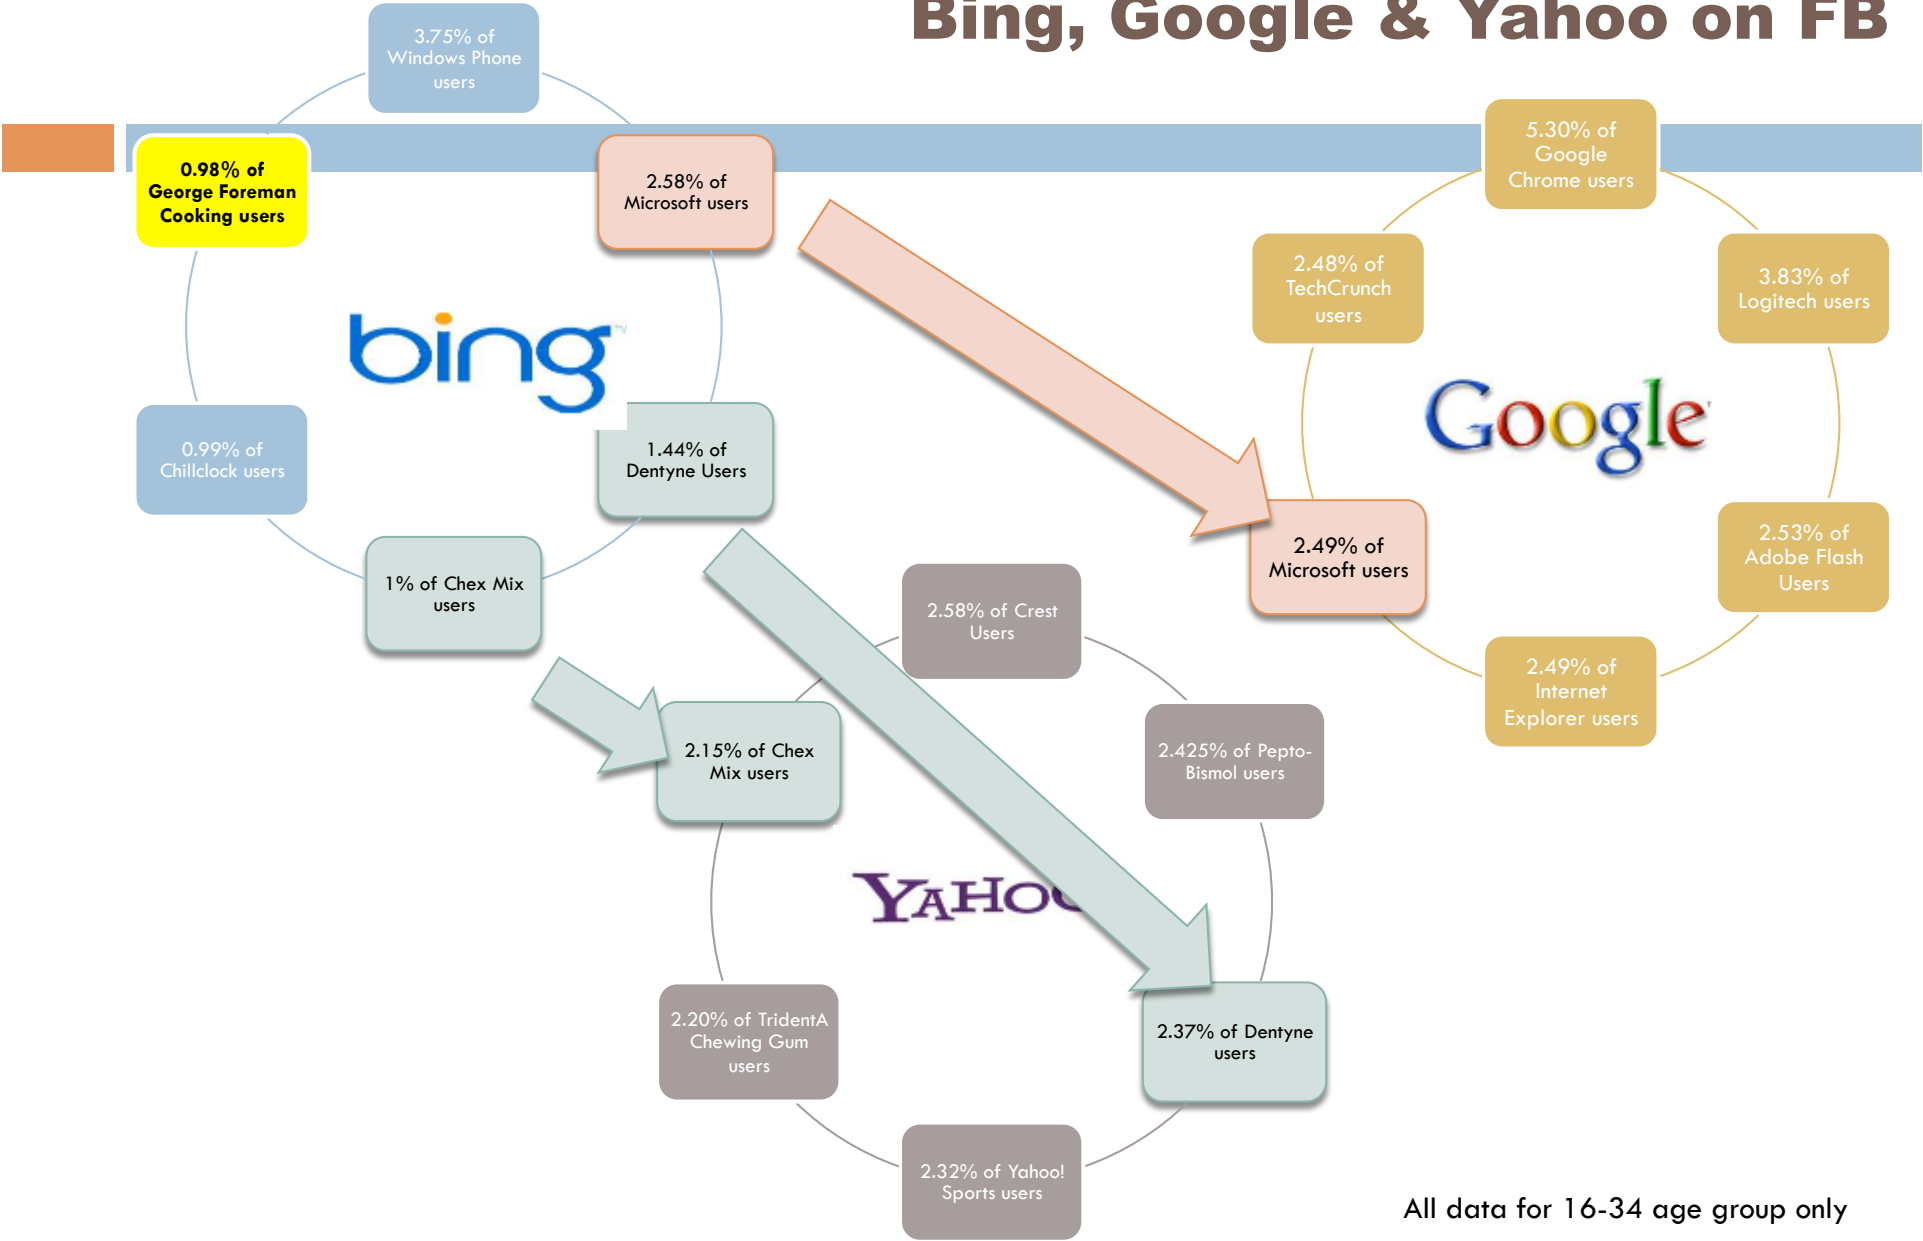 Bing, Google & Yahoo on FB
3.75% of
Windows Phone
users
0.98% of
George Foreman
Cooking users
2.58% of
Microsoft users
bing
TM
0.99% of
Chillclock users
1.44% of
Dentyne Users
1% of Chex Mix
users
5.30% of
Google
Chrome users
2.48% of
TechCrunch
users
3.83% of
Logitech users
Google
2.49% of
Microsoft users
2.53% of
Adobe Flash
Users
2.49% of
Internet
Explorer users
2.58% of Crest
Users
2.15% of Chex
Mix users
2.425% of Pepto-
Bismol users
YAHO
2.20% of TridentA
Chewing Gum
users
2.37% of Dentyne
users
2.32% of Yahoo!
Sports users
All data for 16-34 age group only